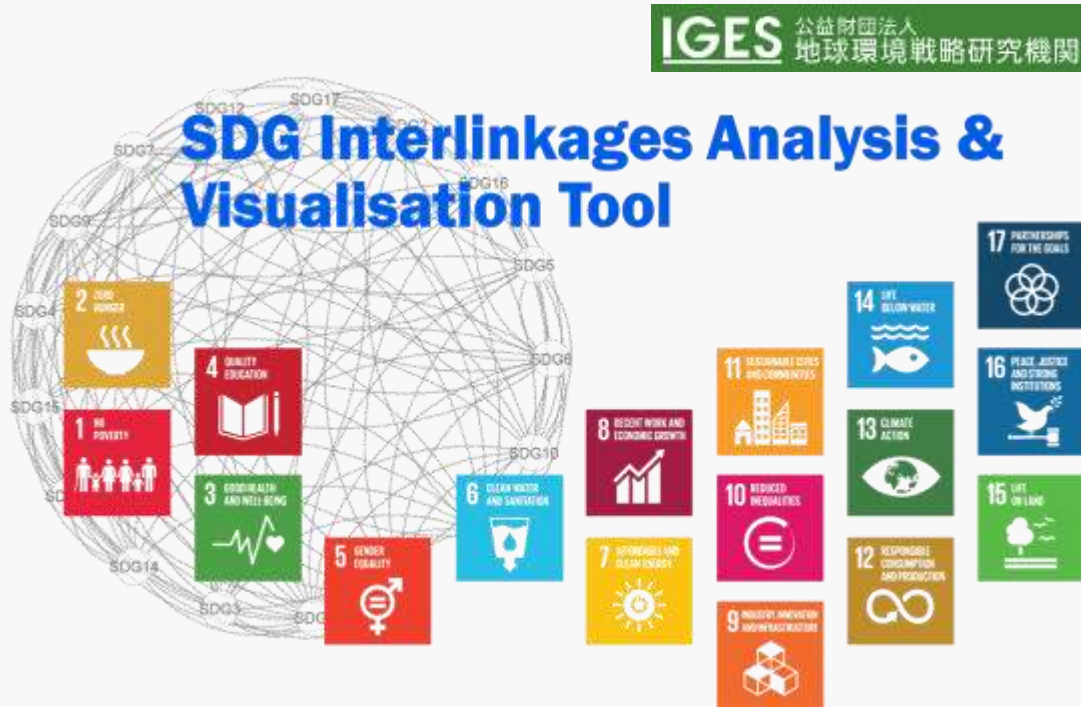 IGES 公益財団法人
地球環境戦略研究機関
SDG12
SDG17
SDG Interlinkages Analysis &
Visualisation Tool
SDG7
SDG16
SDG9
SDG5
SDG4
SDG6
SDG15
SDG10
SDG14
SDG3
SDG
17 PARTNERSHIPS
FOR THE GOALS
2 ZERO
HUNGER
14 LIFE
BELOW WATER
4 QUALITY
EDUCATION
11 SUSTAINABLE CITIES
AND COMMUNITIES
16 PEACE, JUSTICE
AND STRONG
INSTITUTIONS
1 NO
POVERTY
8 DECENT WORK AND
ECONOMIC GROWTH
13 CLIMATE
ACTION
3 GOOD HEALTH
AND WELL-BEING
6 CLEAN WATER
AND SANITATION
10 REDUCED
INEQUALITIES
15 LIFE
ON LAND
5 GENDER
EQUALITY
7 AFFORDABLE AND
CLEAN ENERGY
12 RESPONSIBLE
CONSUMPTION
AND PRODUCTION
9 INDUSTRY, INNOVATION
AND INFRASTRUCTURE